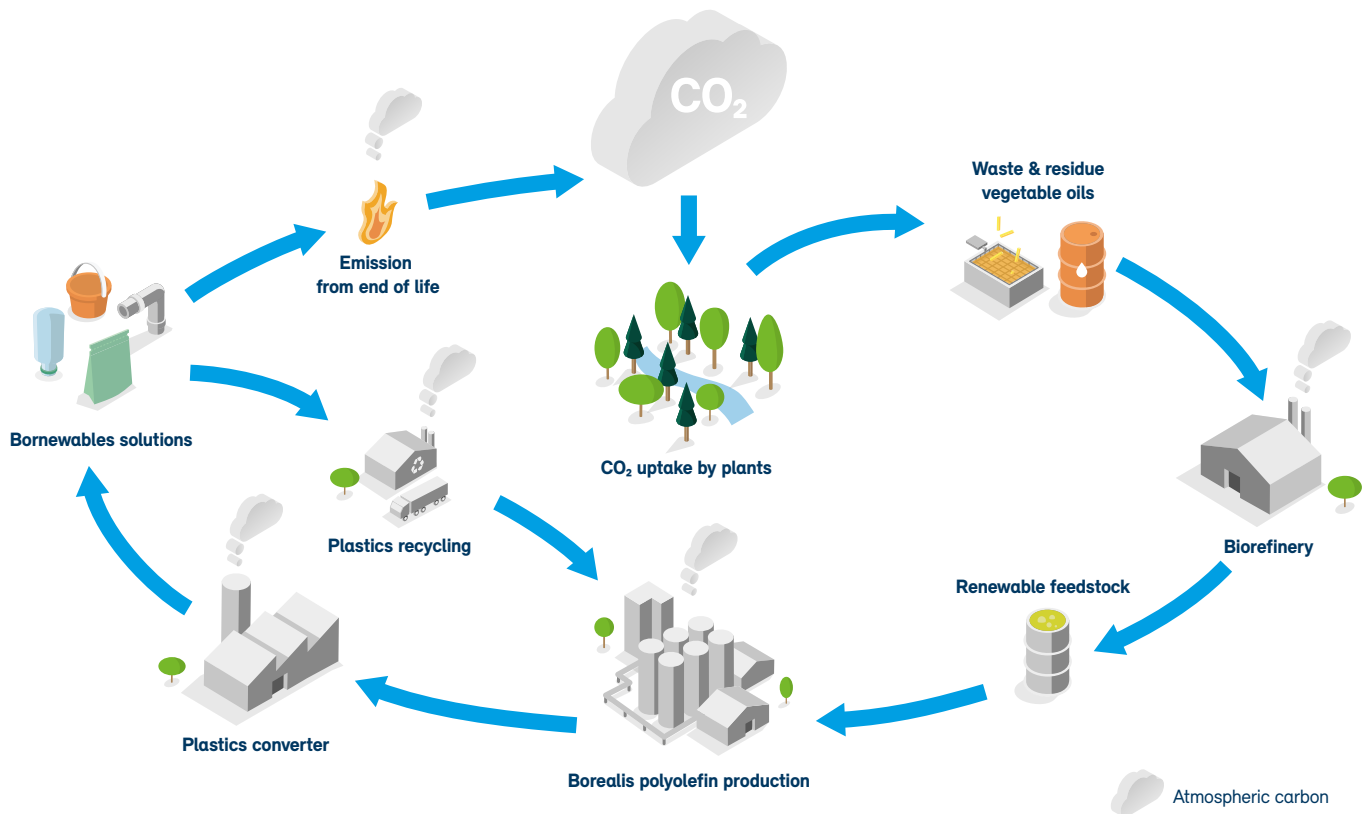 CO₂
Waste & residue
vegetable oils
Emission
from end of life
Bornewables solutions
CO₂ uptake by plants
Plastics recycling
Biorefinery
Renewable feedstock
Plastics converter
Borealis polyolefin production
Atmospheric carbon